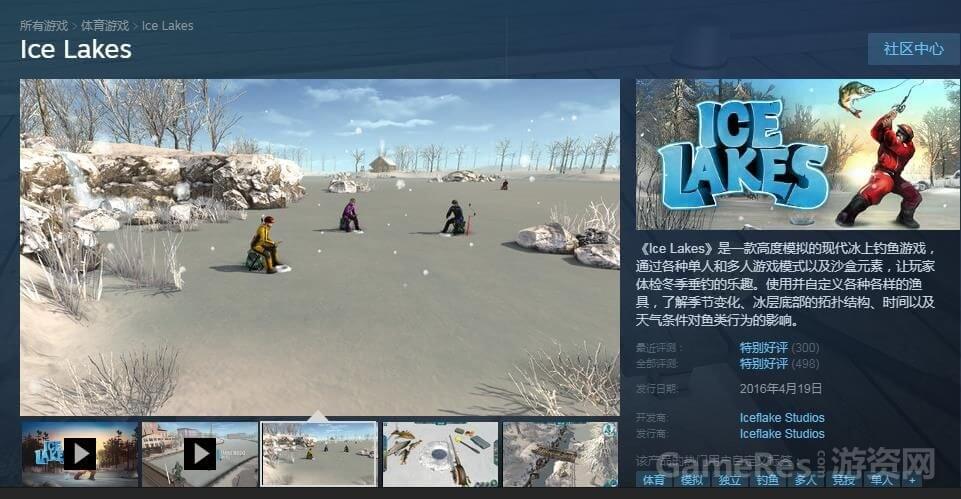 所有游戏 > 体育游戏 > Ice Lakes
Ice Lakes
社区中心
ICE
LAKES
《Ice Lakes》是一款高度模拟的现代冰上钓鱼游戏，
通过各种单人和多人游戏模式以及沙盒元素，让玩家
体检冬季垂钓的乐趣。使用并自定义各种各样的渔
具，了解季节变化、冰层底部的拓扑结构、时间以及
天气条件对鱼类行为的影响。
最近评测： 特别好评 (300)
全部评测： 特别好评 (498)
发行日期: 2016年4月19日
开发商: Iceflake Studios
发行商: Iceflake Studios
GameRes.com 游资网
体育 模拟 独立 钓鱼 多人 竞技 单人 +